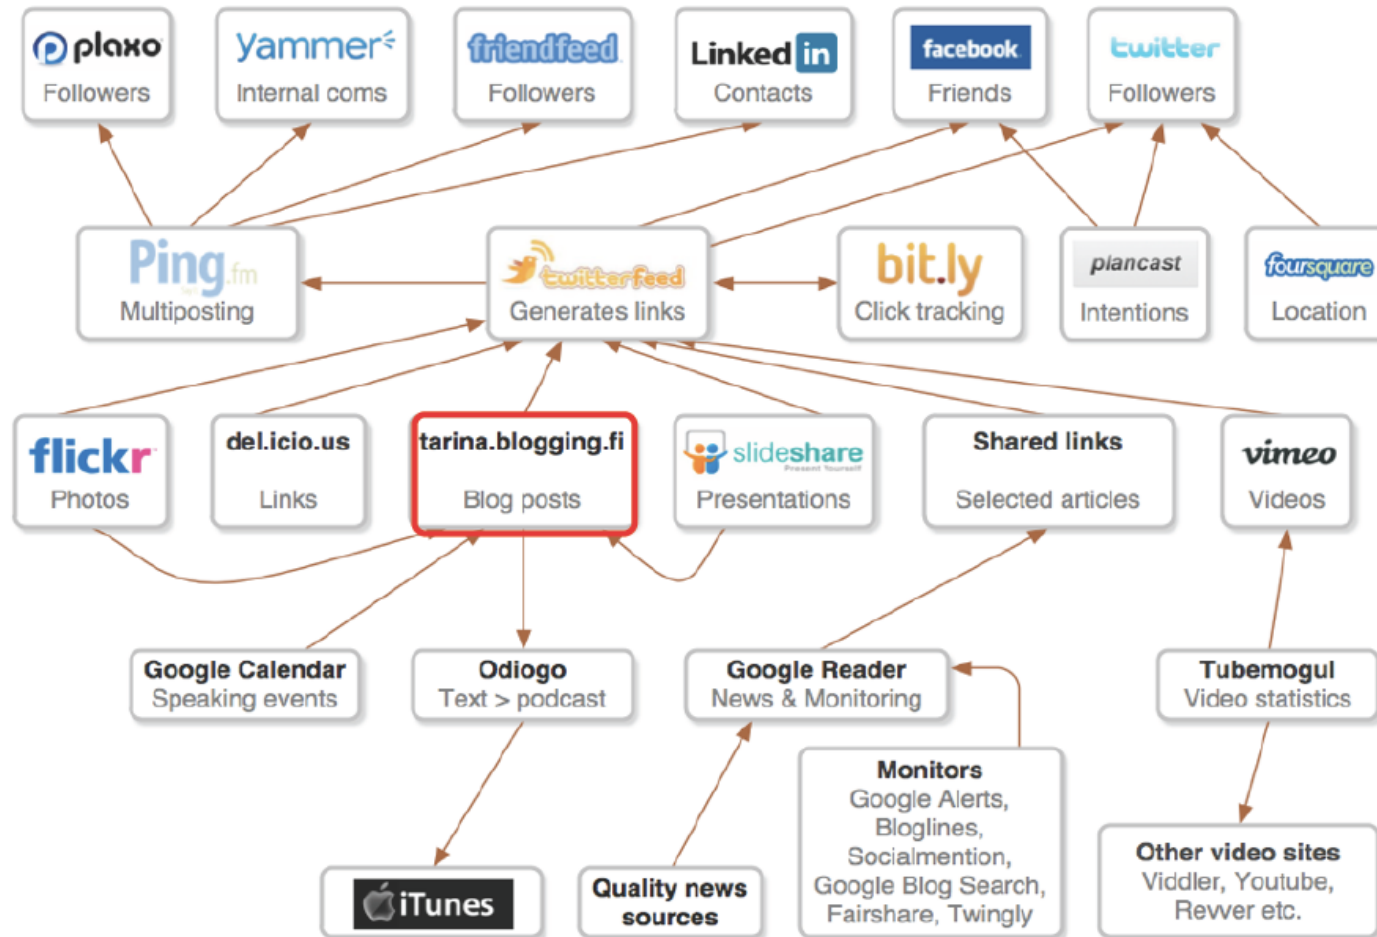 plaxo
Followers
yammer
Internal coms
friendfeed
Followers
Linked in
Contacts
facebook
Friends
twitter
Followers
Ping.fm
Multiposting
twitterfeed
Generates links
bit.ly
Click tracking
plancast
Intentions
foursquare
Location
flickr
Photos
del.icio.us
Links
tarina.blogging.fi
Blog posts
slideshare
Present Yourself
Presentations
Shared links
Selected articles
vimeo
Videos
Google Calendar
Speaking events
Odiogo
Text > podcast
Google Reader
News & Monitoring
Tubemogul
Video statistics
iTunes
Quality news
sources
Monitors
Google Alerts,
Bloglines,
Socialmention,
Google Blog Search,
Fairshare, Twingly
Other video sites
Viddler, Youtube,
Revver etc.